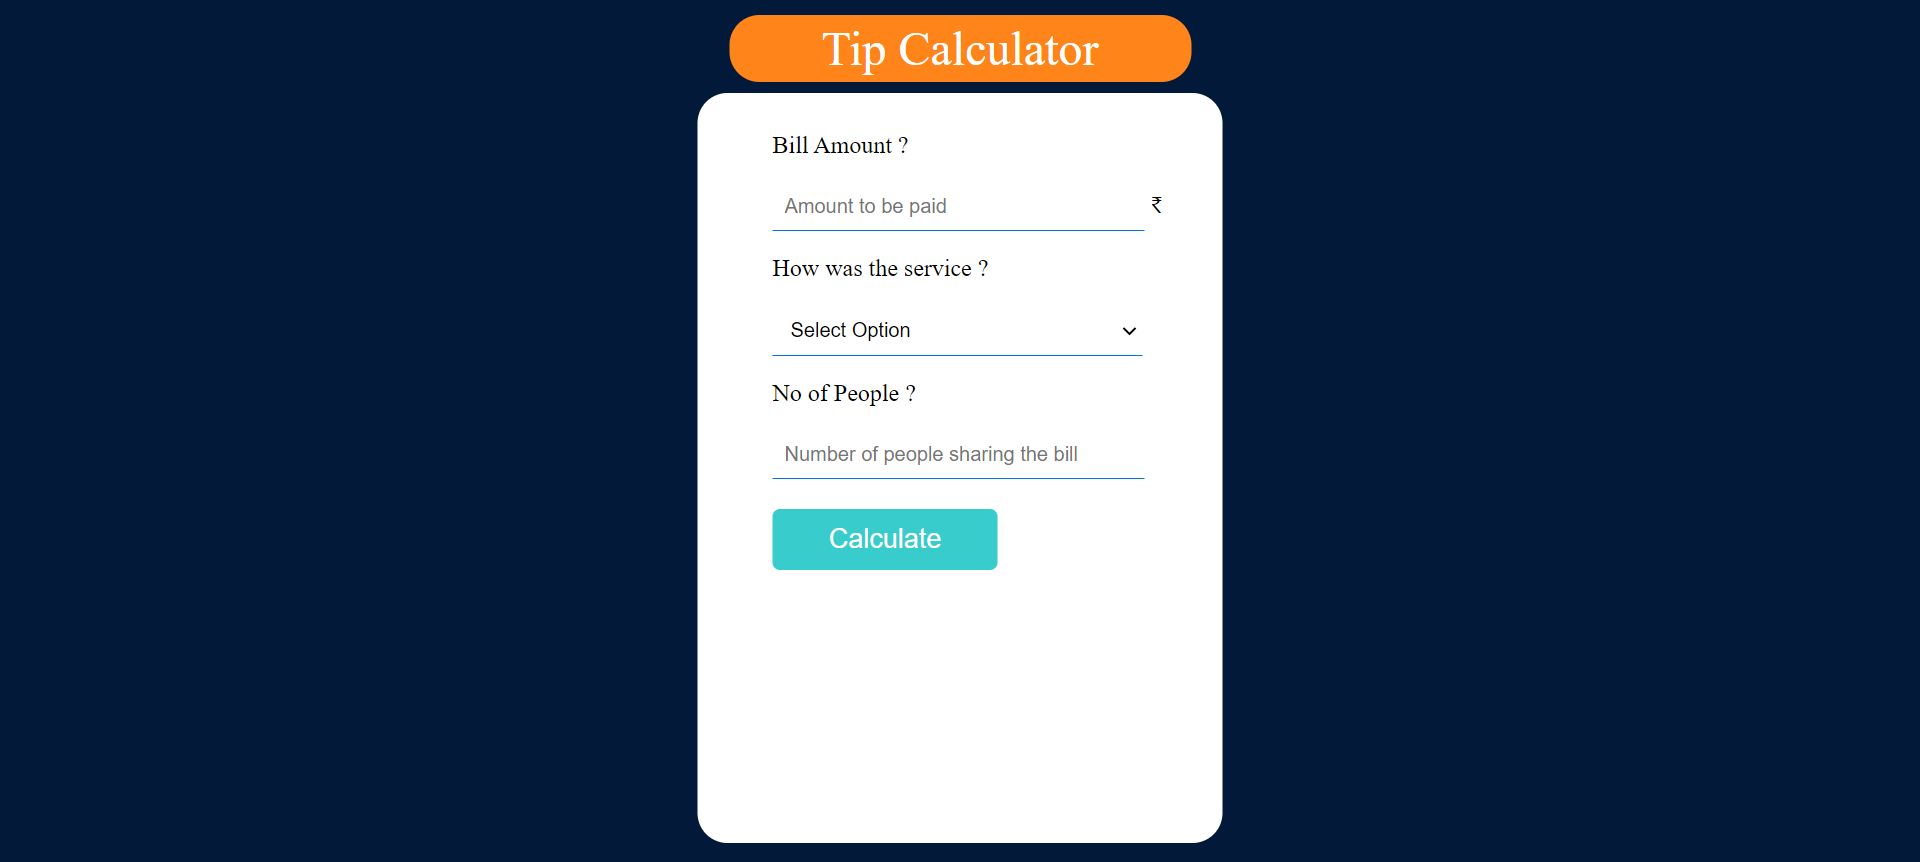 Tip Calculator
Bill Amount ?
Amount to be paid ₹
How was the service ?
Select Option
No of People ?
Number of people sharing the bill
Calculate